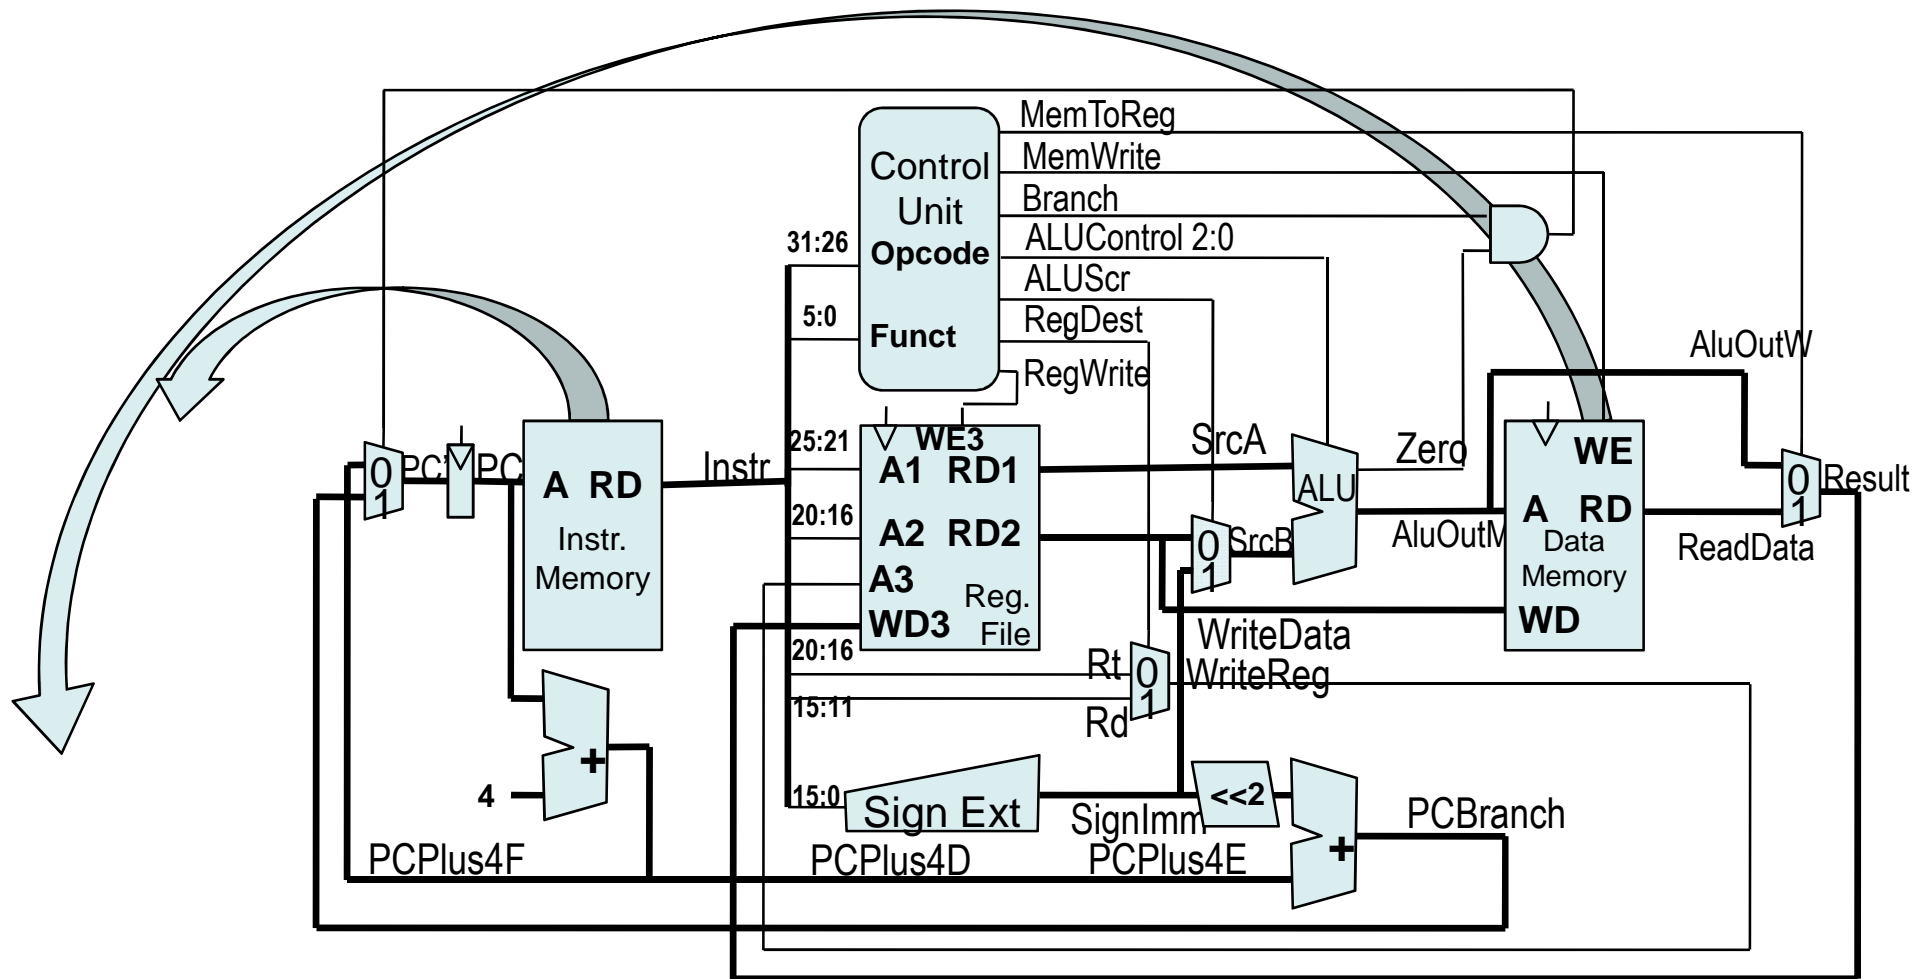 MemToReg
MemWrite
Branch
ALUControl 2:0
ALUScr
RegDest
RegWrite
Control
Unit
Opcode
Funct
31:26
5:0
AluOutW
25:21
20:16
20:16
15:11
15:0
0
1
PC'
PC
A RD
Instr.
Memory
Instr
WE3
A1 RD1
A2 RD2
A3
WD3
Reg.
File
SrcA
0
1
SrcB
ALU
Zero
AluOutM
WE
A RD
Data
Memory
WD
ReadData
0
1
Result
WriteData
WriteReg
Rt
Rd
0
1
+
4
Sign Ext
SignImm
<<2
+
PCBranch
PCPlus4F
PCPlus4D
PCPlus4E